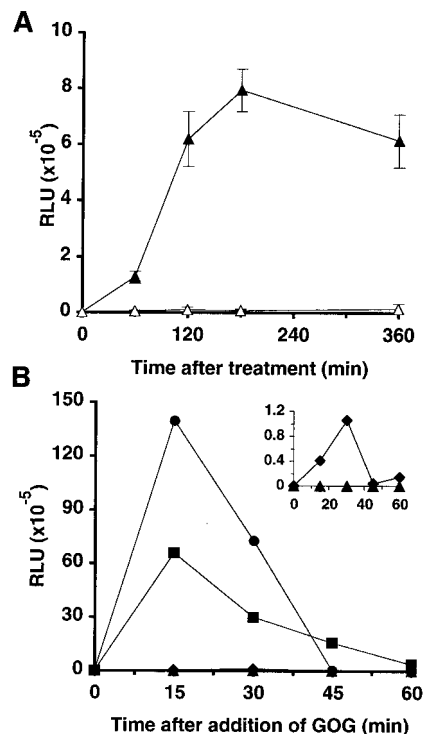 A
10
8
6
4
2
0
RLU (x10⁻⁵)
0 120 240 360
Time after treatment (min)
B
150
120
90
60
30
0
RLU (x10⁻⁵)
1.2
0.8
0.4
0
0 20 40 60
0 15 30 45 60
Time after addition of GOG (min)